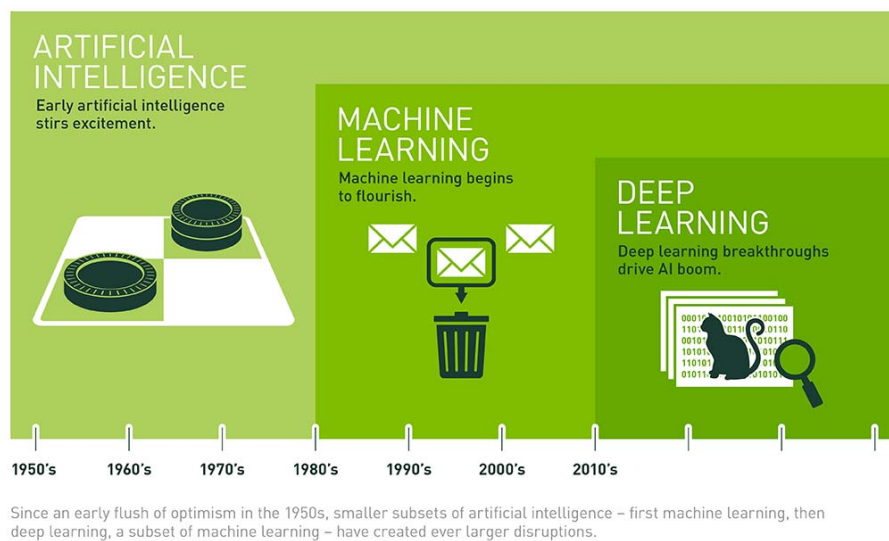 ARTIFICIAL
INTELLIGENCE
Early artificial intelligence
stirs excitement.
MACHINE
LEARNING
Machine learning begins
to flourish.
DEEP
LEARNING
Deep learning breakthroughs
drive AI boom.
1950's 1960's 1970's 1980's 1990's 2000's 2010's
Since an early flush of optimism in the 1950s, smaller subsets of artificial intelligence – first machine learning, then
deep learning, a subset of machine learning – have created ever larger disruptions.